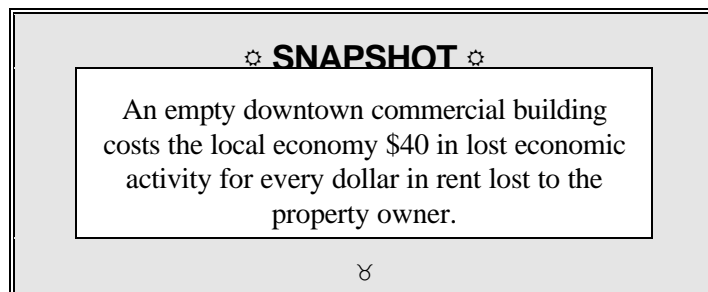 ☼ SNAPSHOT ☼
An empty downtown commercial building
costs the local economy $40 in lost economic
activity for every dollar in rent lost to the
property owner.
♉